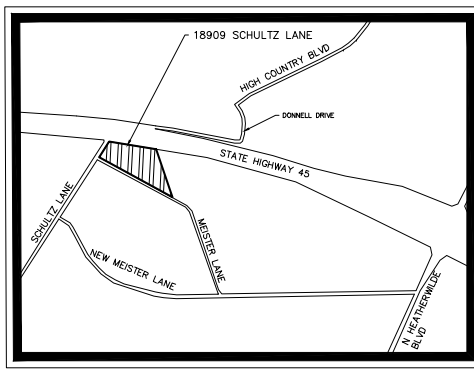 18909 SCHULTZ LANE
HIGH COUNTRY BLVD
DONNELL DRIVE
STATE HIGHWAY 45
SCHULTZ LANE
MEISTER LANE
NEW MEISTER LANE
N HEATHERWILDE
BLVD